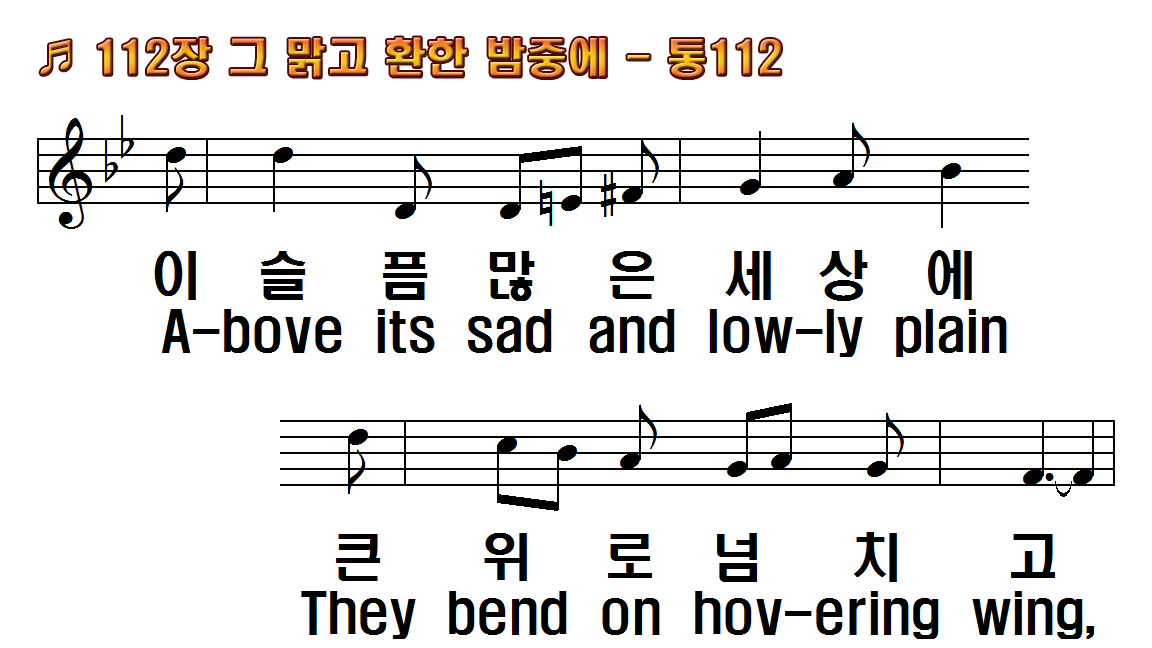 ♬ 112장 그 맑고 환한 밤중에 - 통112
이 슬 픔 많 은 세 상 에
A-bove its sad and low-ly plain
큰 위 로 넘 치 고
They bend on hov-ering wing,